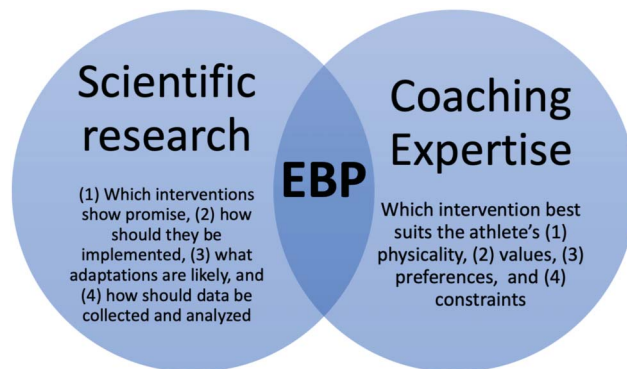 Scientific
research
(1) Which interventions
show promise, (2) how
should they be
implemented, (3) what
adaptations are likely, and
(4) how should data be
collected and analyzed
EBP
Coaching
Expertise
Which intervention best
suits the athlete's (1)
physicality, (2) values, (3)
preferences, and (4)
constraints